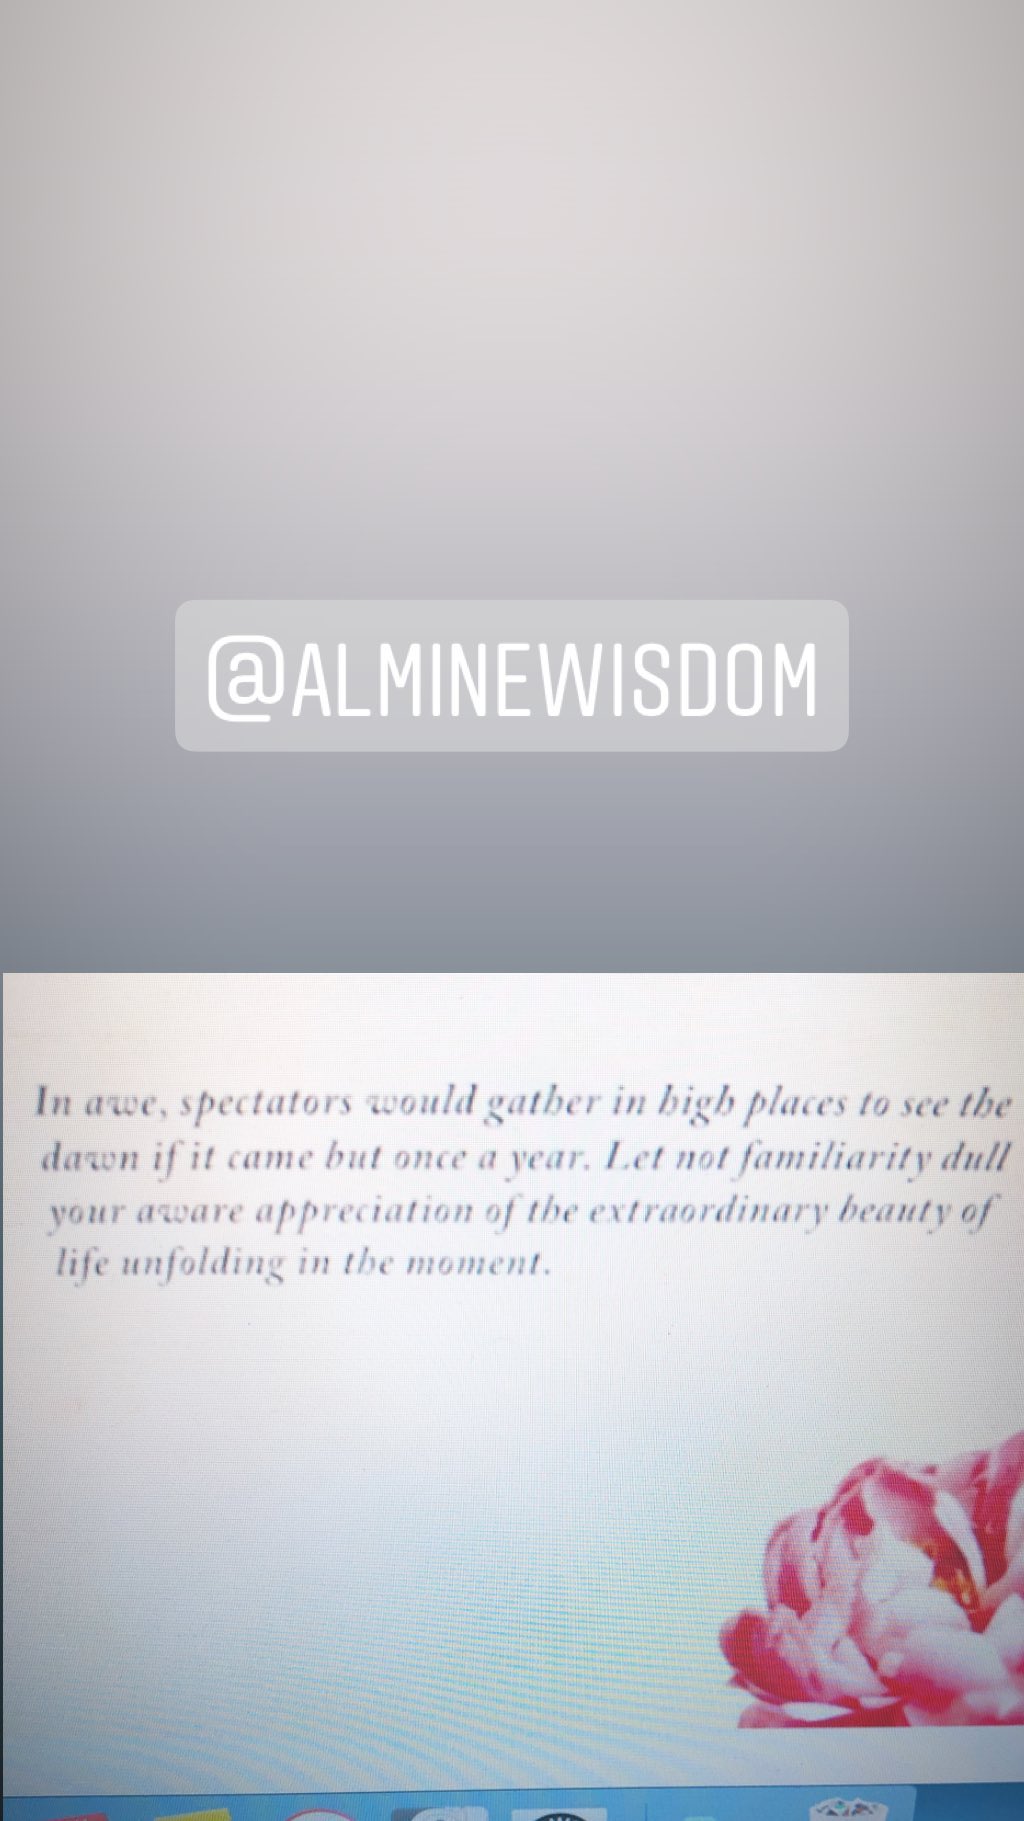 @ALMINEWISDOM
In awe, spectators would gather in high places to see the
dawn if it came but once a year. Let not familiarity dull
your aware appreciation of the extraordinary beauty of
life unfolding in the moment.